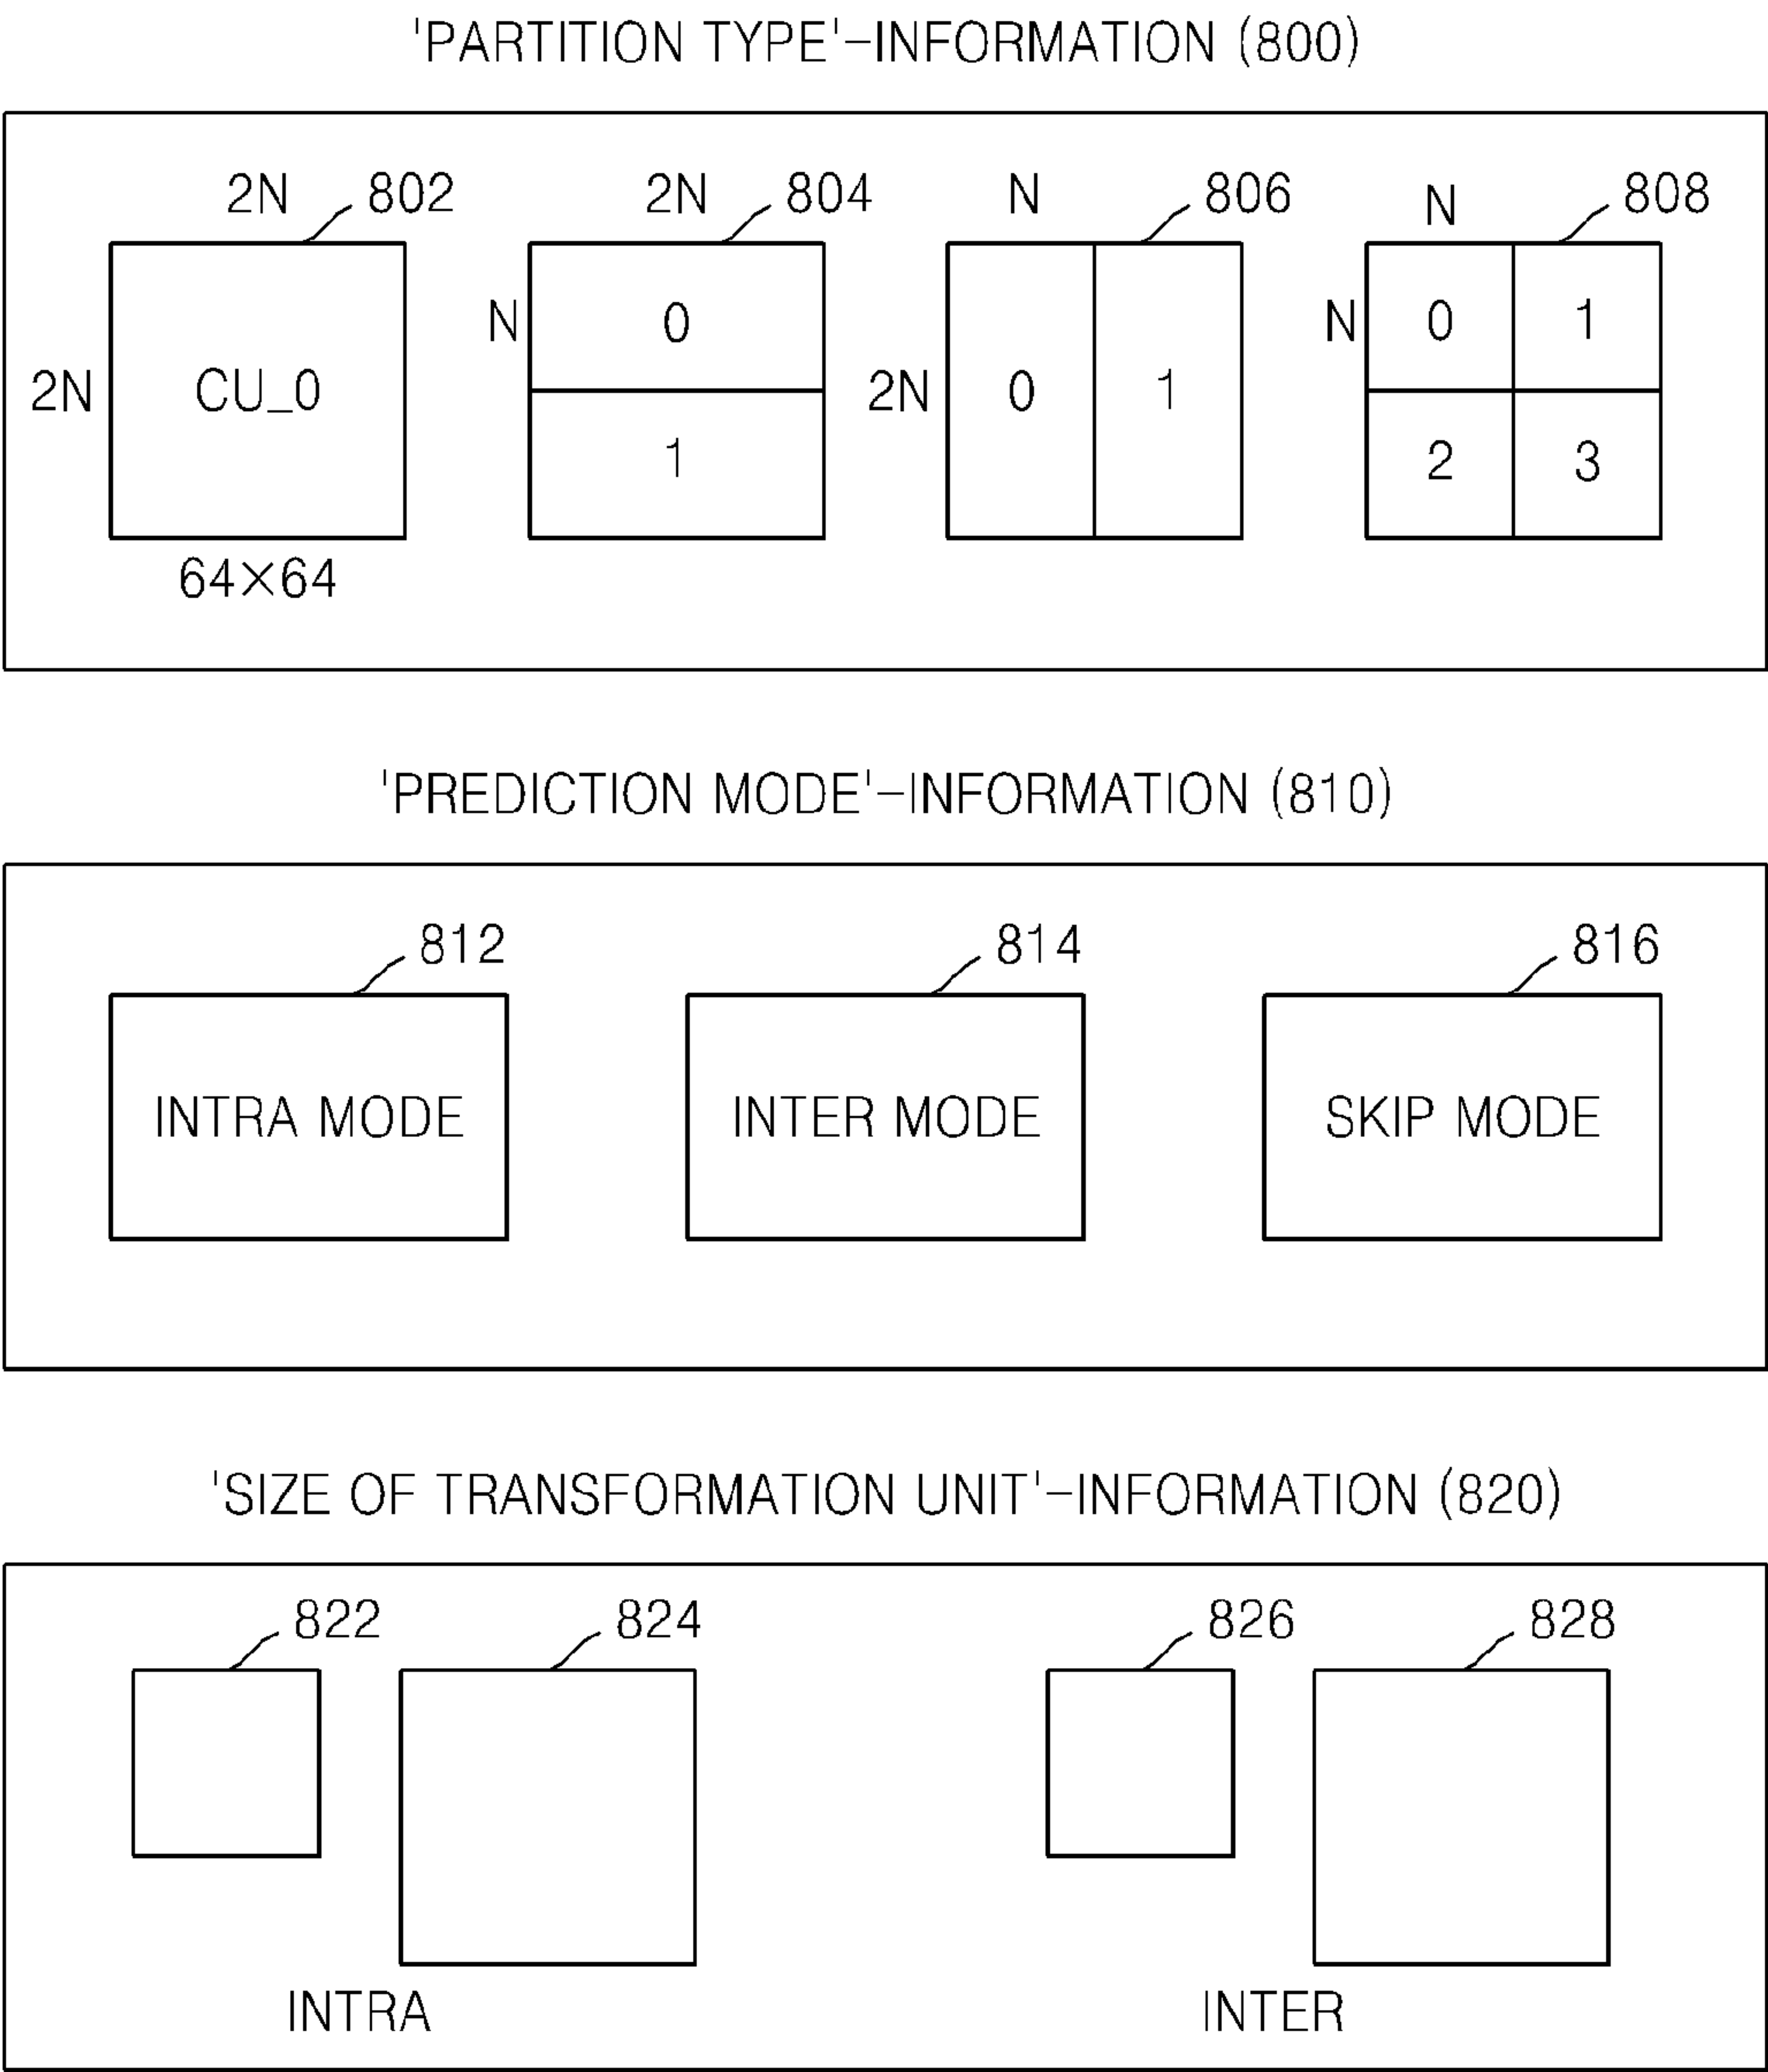 'PARTITION TYPE'-INFORMATION (800)
2N 802 2N 804 N 806 N 808
N 0 N 0 1
2N CU_0 2N 0 1
1 2 3
64×64
'PREDICTION MODE'-INFORMATION (810)
812 814 816
INTRA MODE INTER MODE SKIP MODE
'SIZE OF TRANSFORMATION UNIT'-INFORMATION (820)
822 824 826 828
INTRA INTER